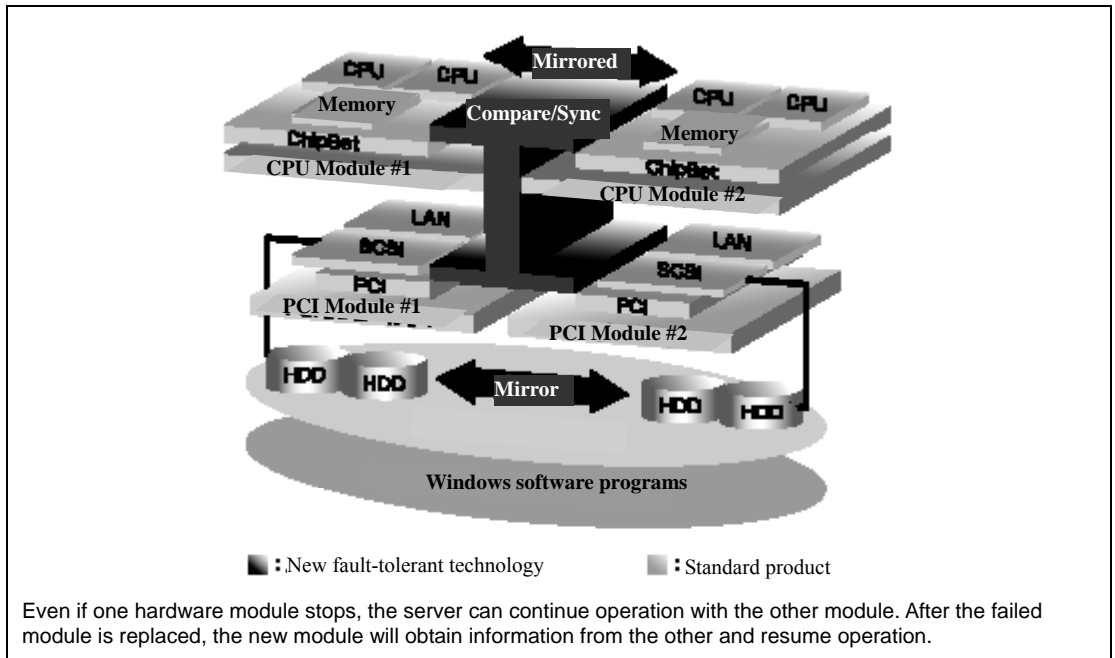 Mirrored
CPU CPU
CPU CPU
Compare/Sync
Memory
Memory
ChipSet
ChipSet
CPU Module #1
CPU Module #2
LAN
LAN
SCSI
SCSI
PCI
PCI
PCI Module #1
PCI Module #2
HDD HDD
Mirror
HDD HDD
Windows software programs
: New fault-tolerant technology
: Standard product
Even if one hardware module stops, the server can continue operation with the other module. After the failed
module is replaced, the new module will obtain information from the other and resume operation.